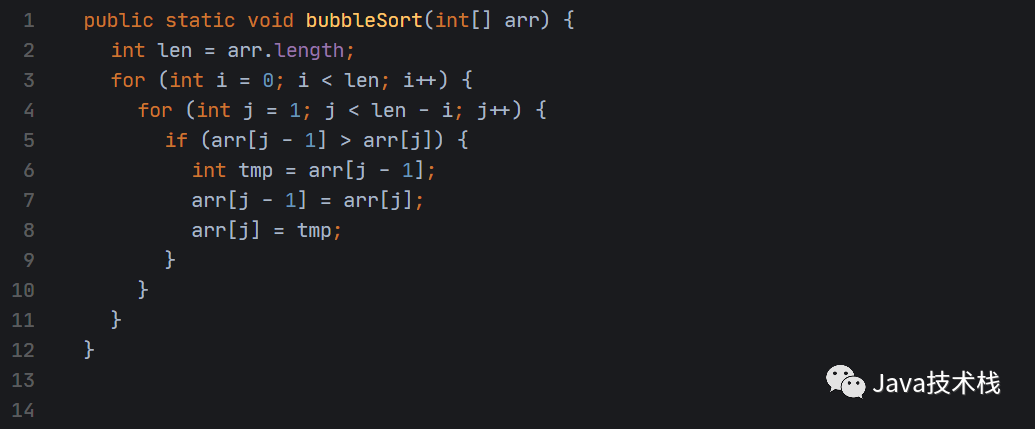 1 public static void bubbleSort(int[] arr) {
2 int len = arr.length;
3 for (int i = 0; i < len; i++) {
4 for (int j = 1; j < len - i; j++) {
5 if (arr[j - 1] > arr[j]) {
6 int tmp = arr[j - 1];
7 arr[j - 1] = arr[j];
8 arr[j] = tmp;
9 }
10 }
11 }
12 }
13
14
Java技术栈